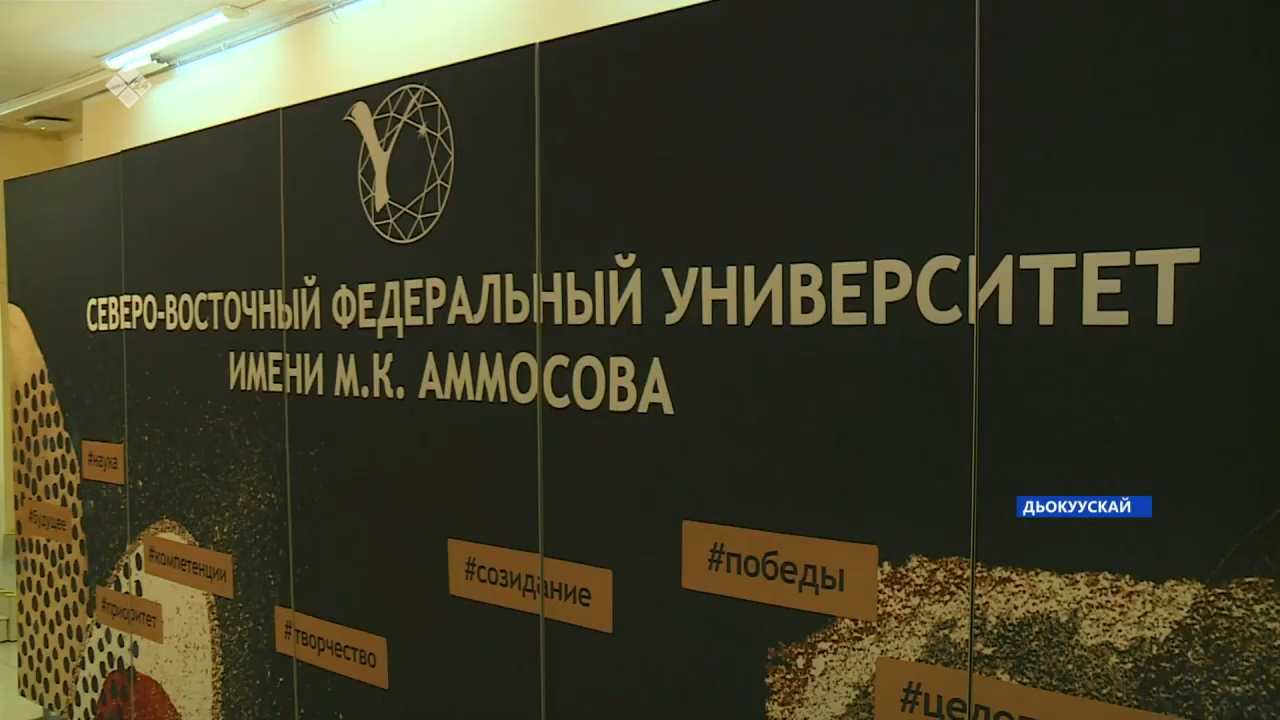 СЕВЕРО-ВОСТОЧНЫЙ ФЕДЕРАЛЬНЫЙ УНИВЕРСИТЕТ
ИМЕНИ М.К. АММОСОВА
#наука
#будущее
#компетенции
#приоритет
#творчество
#созидание
#победы
ДЬОКУУСКАЙ